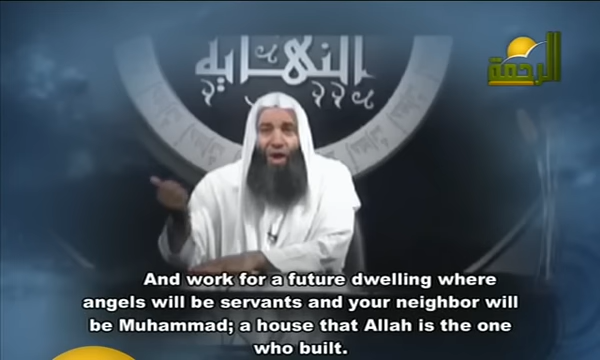 النهاية
الرحمة
And work for a future dwelling where
angels will be servants and your neighbor will
be Muhammad; a house that Allah is the one
who built.